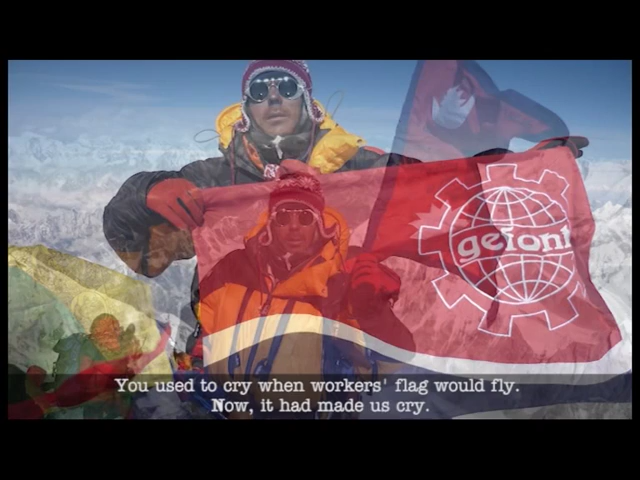 gefont
You used to cry when workers' flag would fly.
Now, it had made us cry.